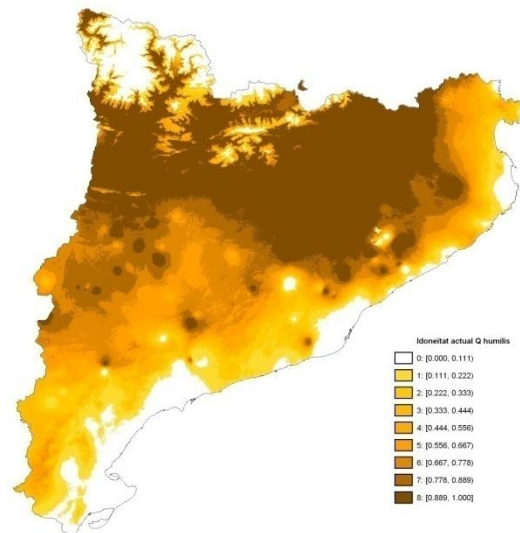 Idoneïtat actual Q humilis
0: [0.000, 0.111)
1: [0.111, 0.222)
2: [0.222, 0.333)
3: [0.333, 0.444)
4: [0.444, 0.556)
5: [0.556, 0.667)
6: [0.667, 0.778)
7: [0.778, 0.889)
8: [0.889, 1.000]